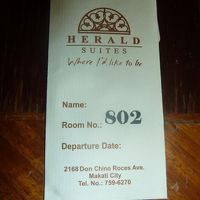 HERALD
SUITES
Where I'd like to be
Name:
Room No.: 802
Departure Date:
2168 Don Chino Roces Ave.
Makati City
Tel. No.: 759-6270